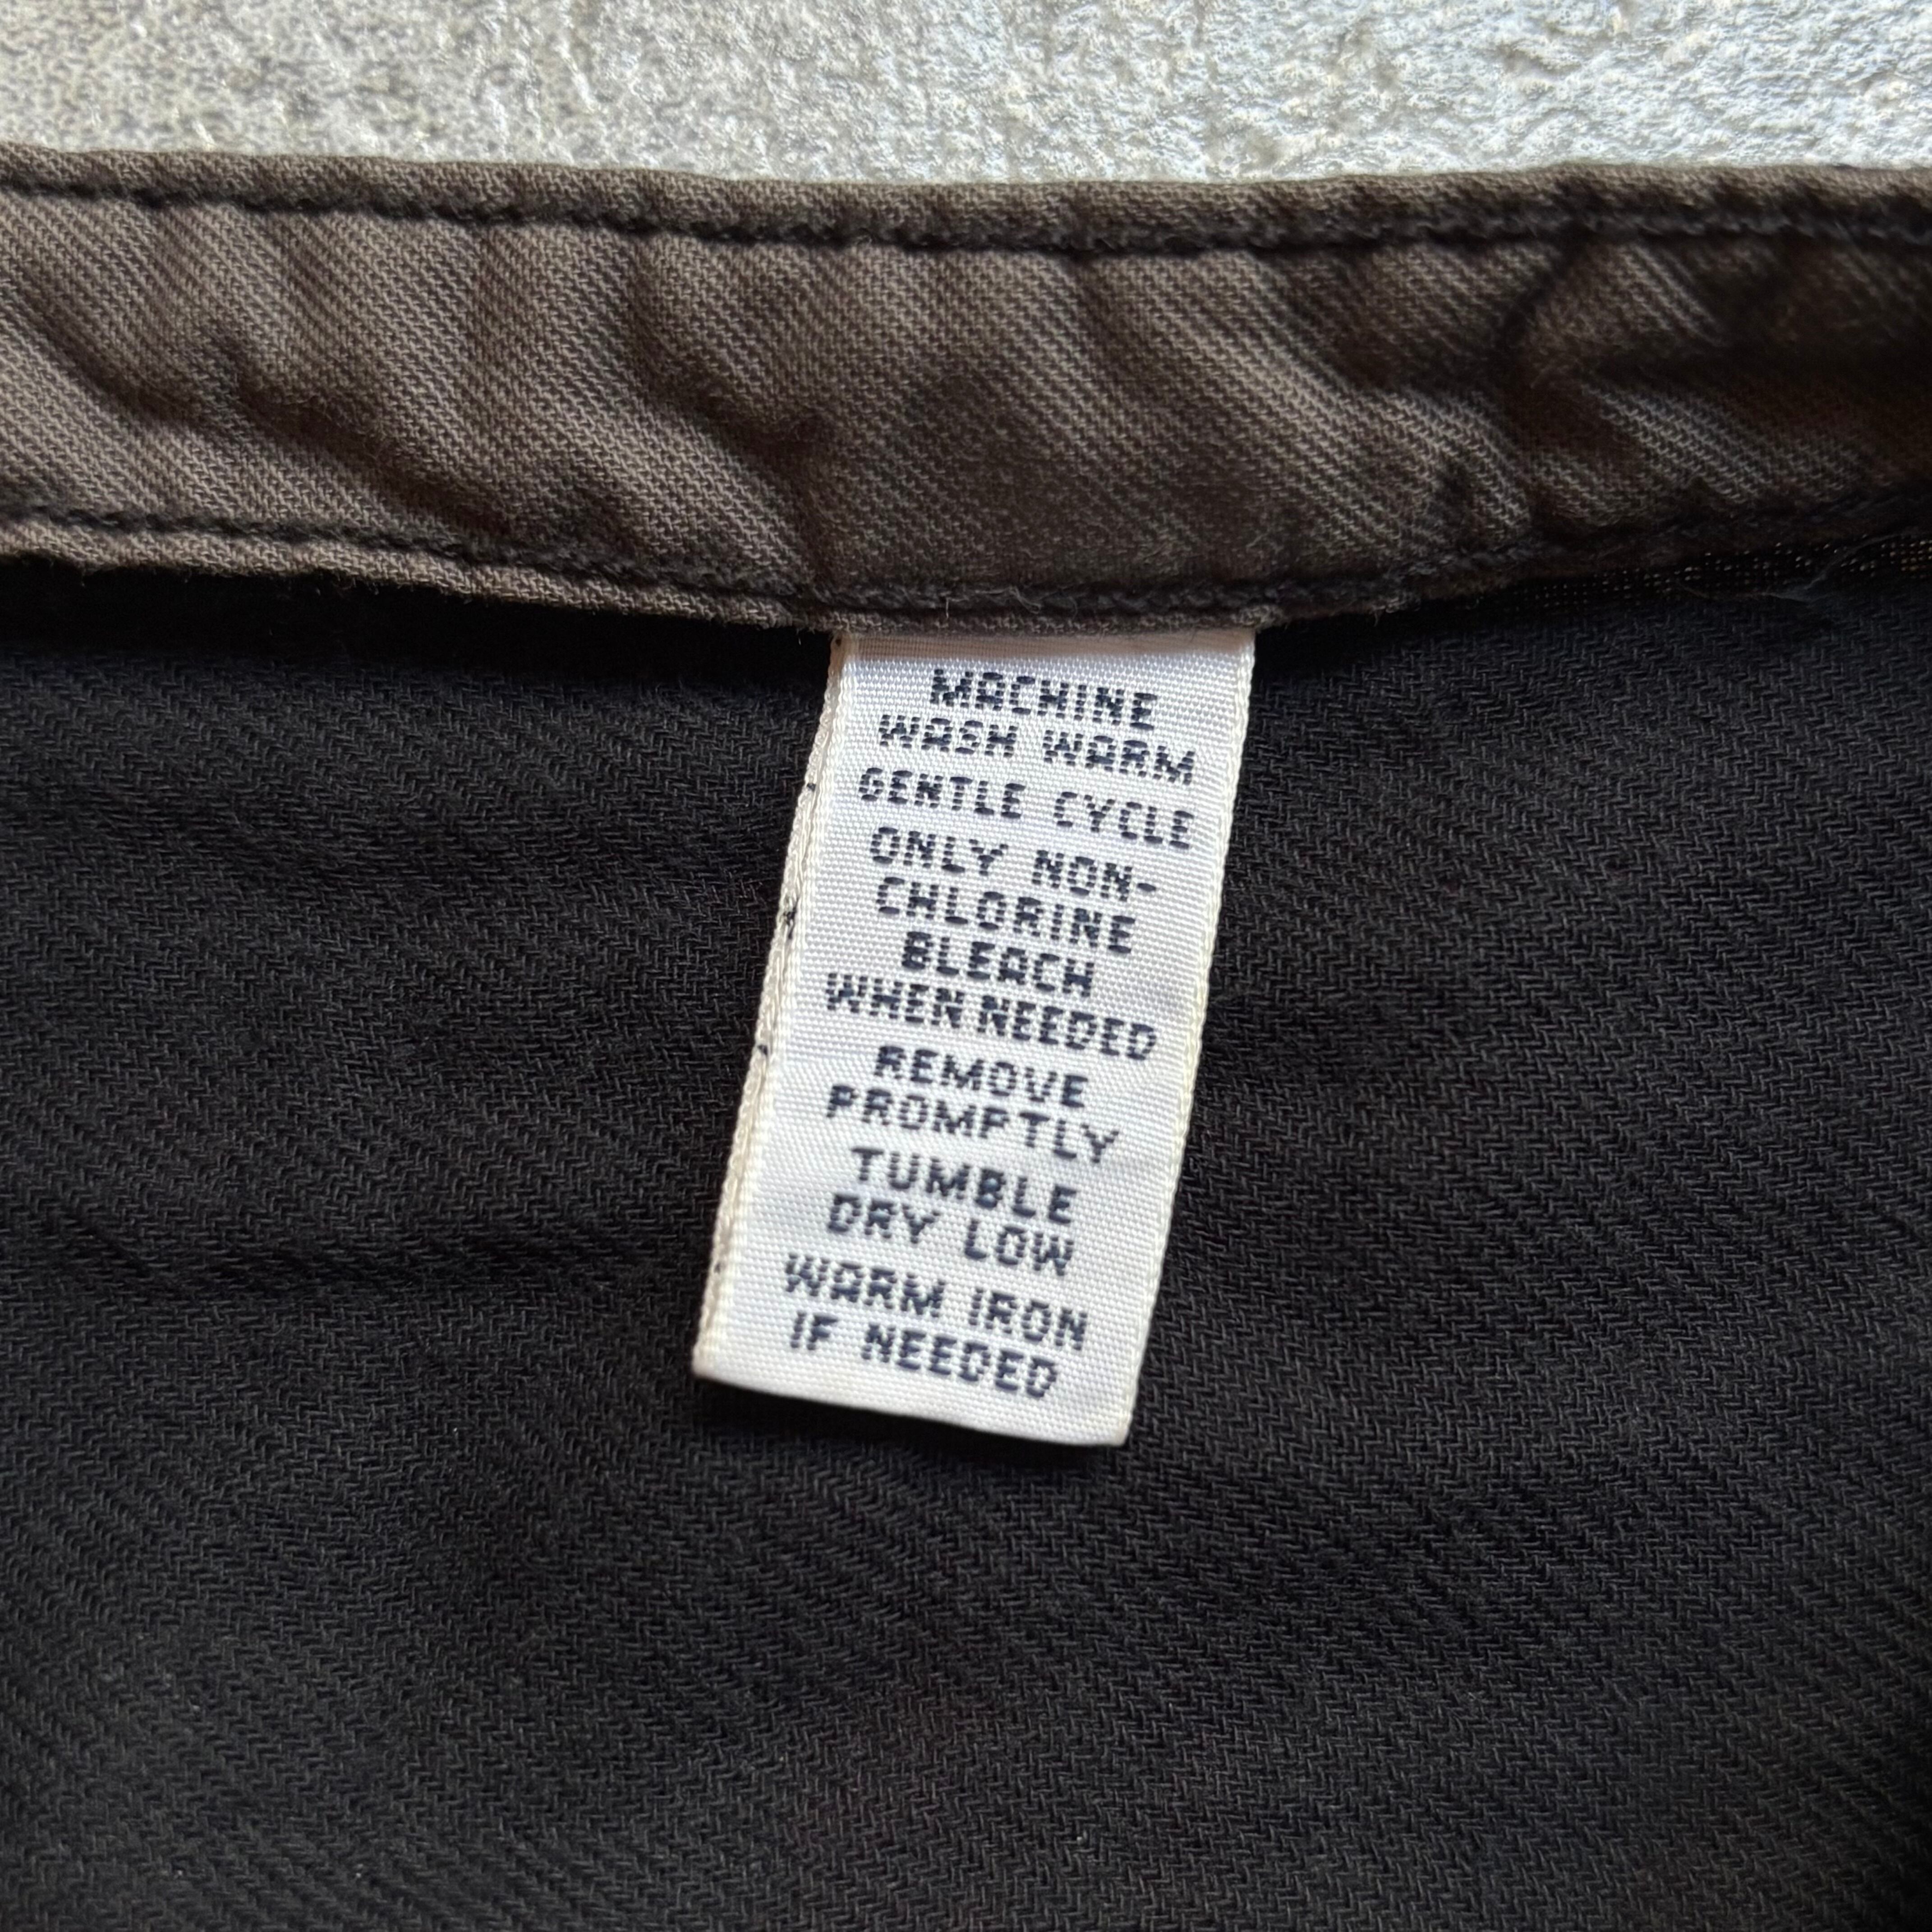 MACHINE
WASH WARM
GENTLE CYCLE
ONLY NON-
CHLORINE
BLEACH
WHEN NEEDED
REMOVE
PROMPTLY
TUMBLE
DRY LOW
WARM IRON
IF NEEDED